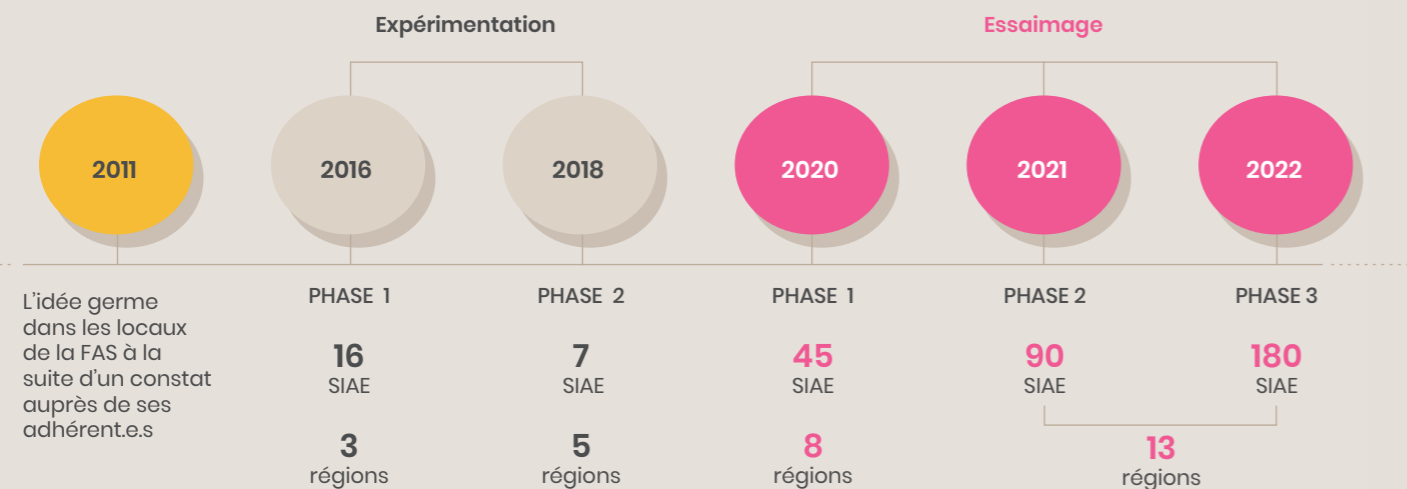 Expérimentation
Essaimage
2011
2016
2018
2020
2021
2022
L'idée germe
dans les locaux
de la FAS à la
suite d'un constat
auprès de ses
adhérent.e.s
PHASE 1
16
SIAE
3
régions
PHASE 2
7
SIAE
5
régions
PHASE 1
45
SIAE
8
régions
PHASE 2
90
SIAE
PHASE 3
180
SIAE
13
régions